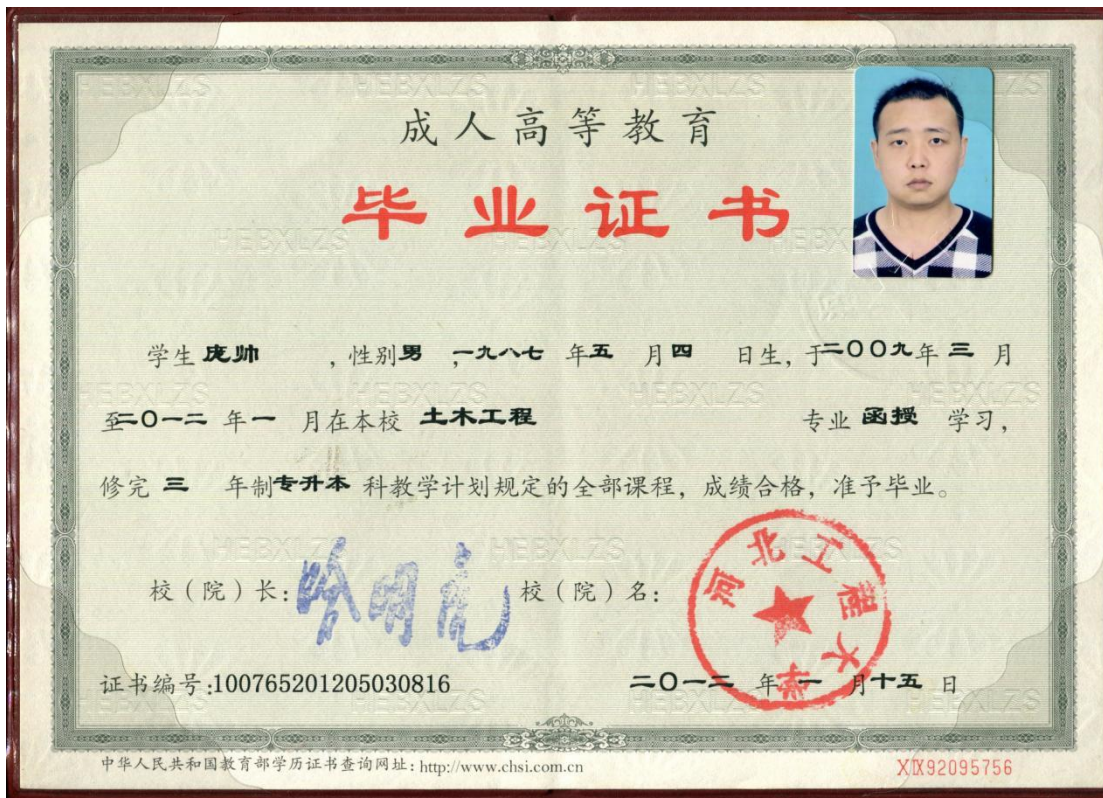 成人高等教育
毕业证书
学生 庞帅 ，性别 男 ，一九八七 年 五 月 四 日生，于 二〇〇九 年 三 月
至 二〇一二 年 一 月在本校 土木工程 专业 函授 学习，
修完 三 年制 专升本 科教学计划规定的全部课程，成绩合格，准予毕业。
校（院）长： 校（院）名：
河北工程大学
证书编号:100765201205030816 二〇一二 年 一 月 十五 日
中华人民共和国教育部学历证书查询网址：http://www.chsi.com.cn XIX92095756
HEBXLZS